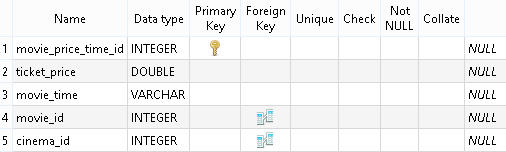 Name Data type Primary Key Foreign Key Unique Check Not NULL Collate
1 movie_price_time_id INTEGER NULL
2 ticket_price DOUBLE NULL
3 movie_time VARCHAR NULL
4 movie_id INTEGER NULL
5 cinema_id INTEGER NULL